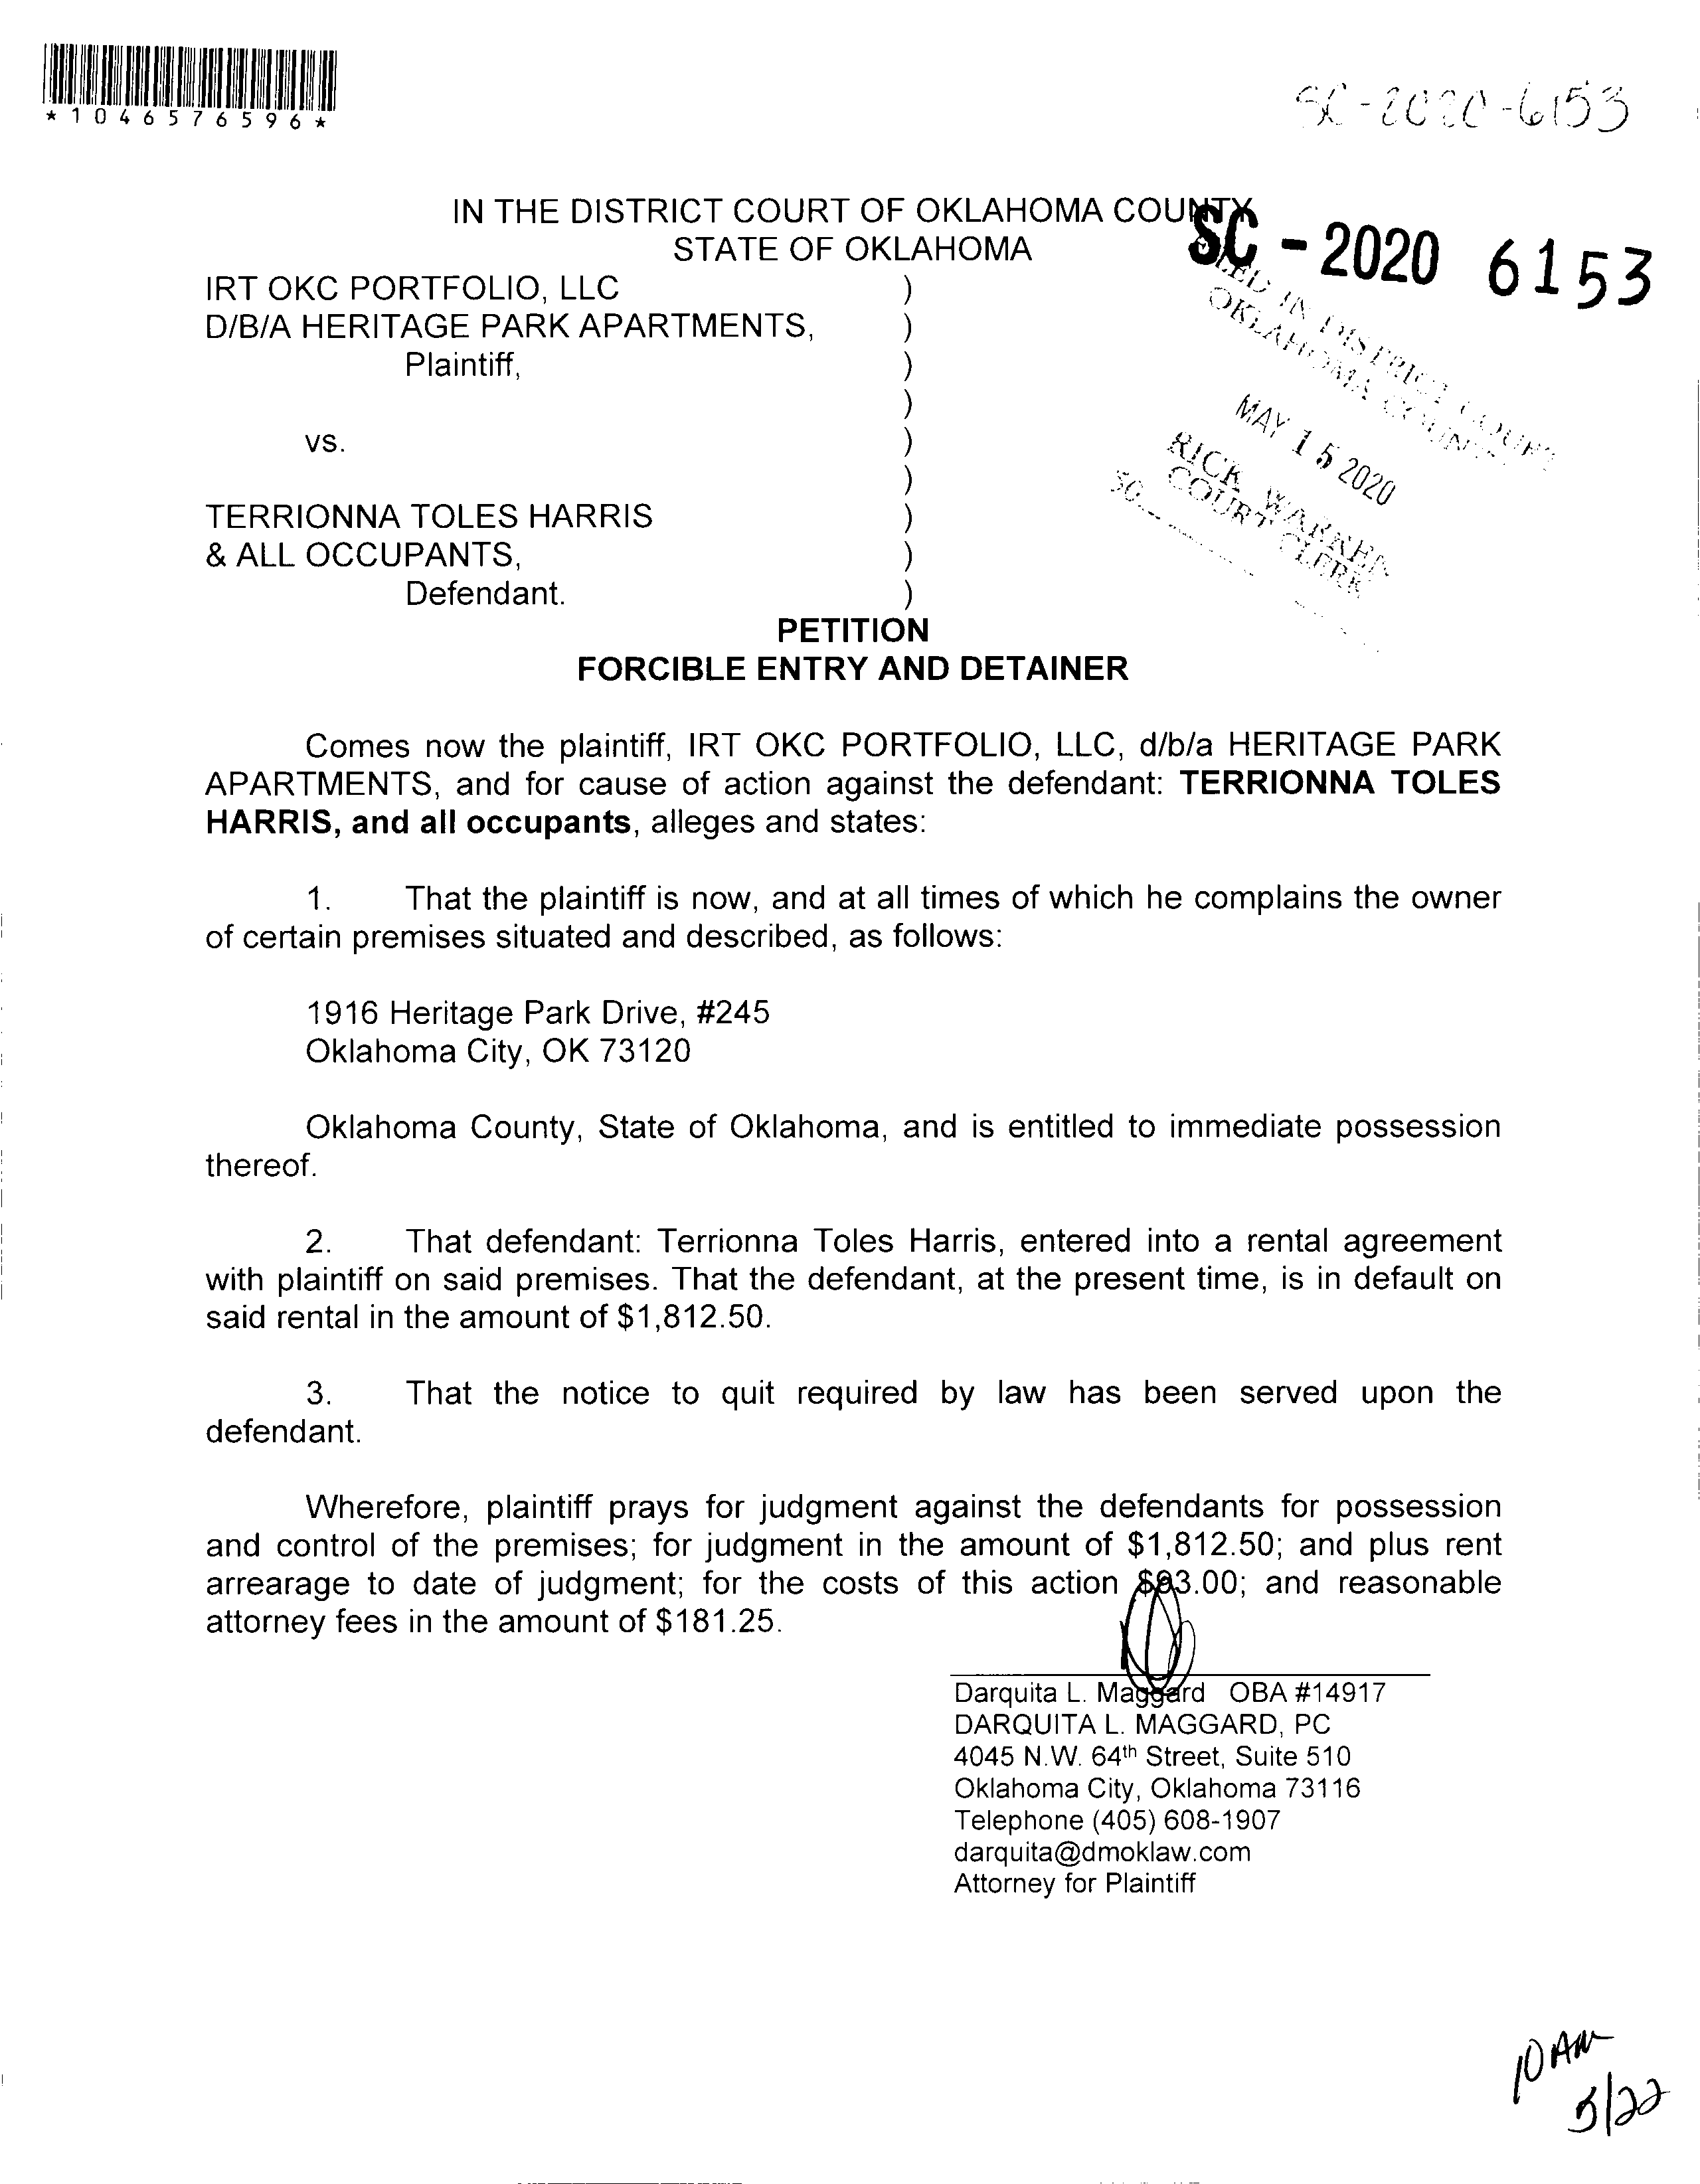 *1046576596*
SC-2020-6153
IN THE DISTRICT COURT OF OKLAHOMA COUNTY
STATE OF OKLAHOMA
SC - 2020 6153
FILED IN DISTRICT COURT
OKLAHOMA COUNTY
MAY 15 2020
RICK WARREN
COURT CLERK
IRT OKC PORTFOLIO, LLC )
D/B/A HERITAGE PARK APARTMENTS, )
Plaintiff, )
)
vs. )
)
TERRIONNA TOLES HARRIS )
& ALL OCCUPANTS, )
Defendant. )
PETITION
FORCIBLE ENTRY AND DETAINER
Comes now the plaintiff, IRT OKC PORTFOLIO, LLC, d/b/a HERITAGE PARK
APARTMENTS, and for cause of action against the defendant: TERRIONNA TOLES
HARRIS, and all occupants, alleges and states:
1. That the plaintiff is now, and at all times of which he complains the owner
of certain premises situated and described, as follows:
1916 Heritage Park Drive, #245
Oklahoma City, OK 73120
Oklahoma County, State of Oklahoma, and is entitled to immediate possession
thereof.
2. That defendant: Terrionna Toles Harris, entered into a rental agreement
with plaintiff on said premises. That the defendant, at the present time, is in default on
said rental in the amount of $1,812.50.
3. That the notice to quit required by law has been served upon the
defendant.
Wherefore, plaintiff prays for judgment against the defendants for possession
and control of the premises; for judgment in the amount of $1,812.50; and plus rent
arrearage to date of judgment; for the costs of this action ; and reasonable
attorney fees in the amount of $181.25.
Darquita L. Maggard OBA #14917
DARQUITA L. MAGGARD, PC
4045 N.W. 64th Street, Suite 510
Oklahoma City, Oklahoma 73116
Telephone (405) 608-1907
darquita@dmoklaw.com
Attorney for Plaintiff
10 AM
5/22